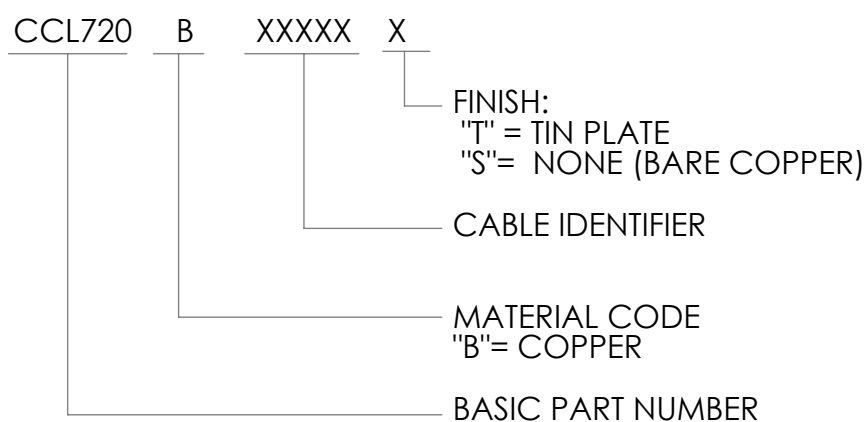 CCL720 B XXXXX X
FINISH:
"T" = TIN PLATE
"S"= NONE (BARE COPPER)
CABLE IDENTIFIER
MATERIAL CODE
"B"= COPPER
BASIC PART NUMBER